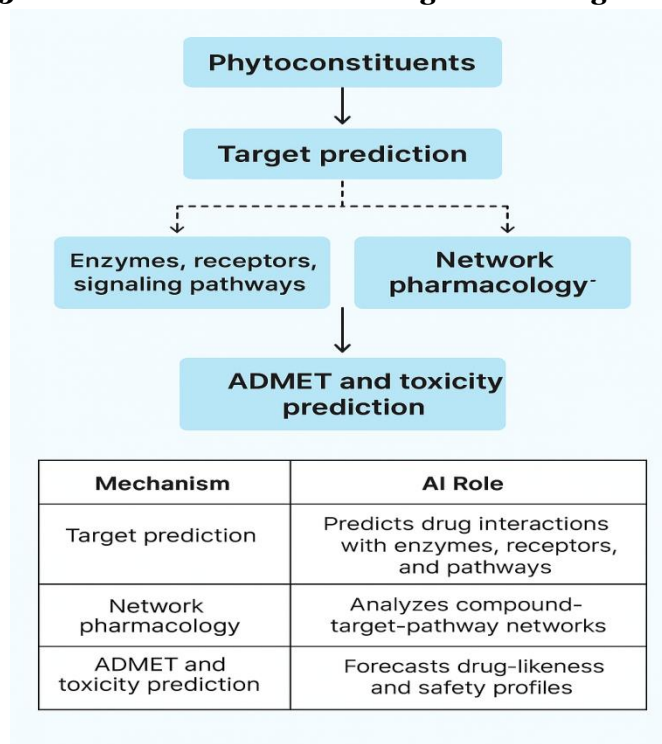 Phytoconstituents
Target prediction
Enzymes, receptors,
signaling pathways
Network
pharmacology-
ADMET and toxicity
prediction
Mechanism
AI Role
Target prediction
Predicts drug interactions
with enzymes, receptors,
and pathways
Network
pharmacology
Analyzes compound-
target-pathway networks
ADMET and
toxicity prediction
Forecasts drug-likeness
and safety profiles